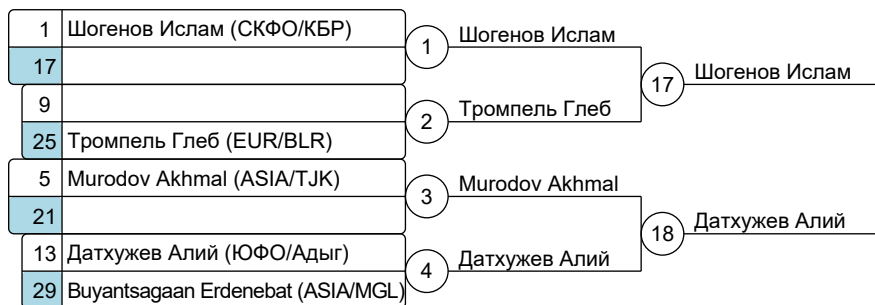 1 Шогенов Ислам (СКФО/КБР)
17
1 Шогенов Ислам
9
25 Тромпель Глеб (EUR/BLR)
2 Тромпель Глеб
17 Шогенов Ислам
5 Murodov Akhmal (ASIA/TJK)
21
3 Murodov Akhmal
13 Датхужев Алий (ЮФО/Адыг)
29 Buyantsagaan Erdenebat (ASIA/MGL)
4 Датхужев Алий
18 Датхужев Алий